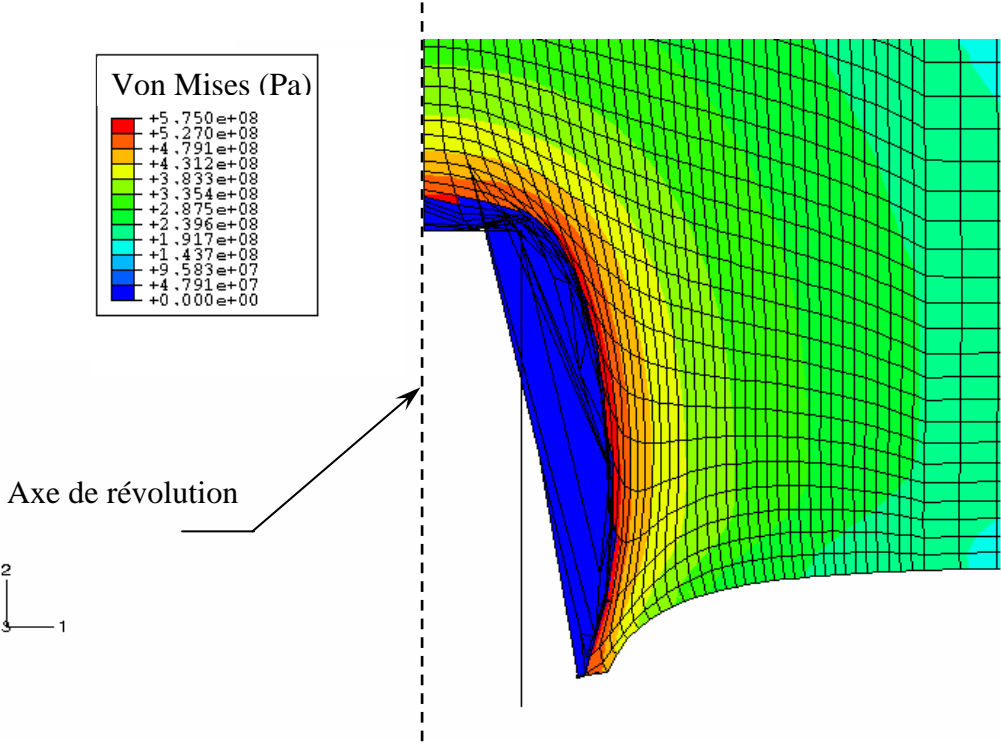 Von Mises (Pa)
+5.750e+08
+5.270e+08
+4.791e+08
+4.312e+08
+3.833e+08
+3.354e+08
+2.875e+08
+2.396e+08
+1.917e+08
+1.437e+08
+9.583e+07
+4.791e+07
+0.000e+00
Axe de révolution
2
3 1